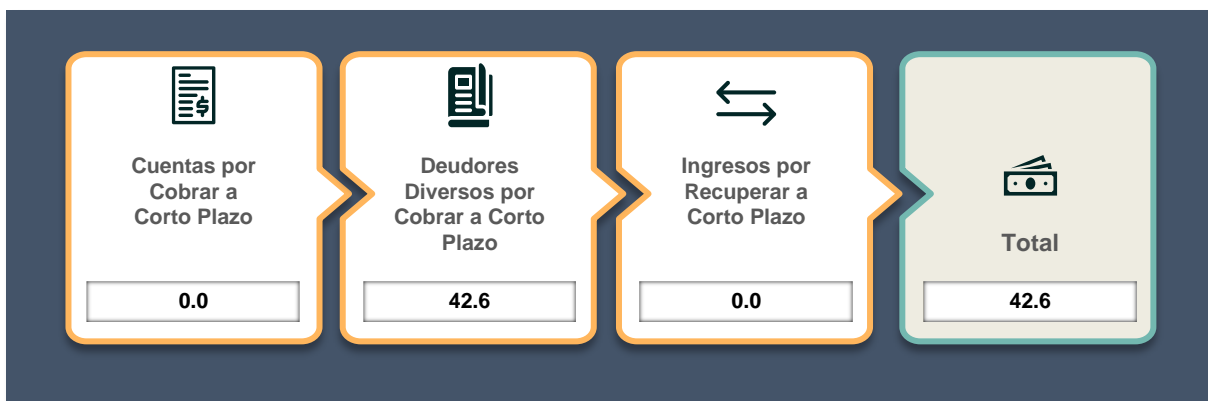 Cuentas por
Cobrar a
Corto Plazo
0.0
Deudores
Diversos por
Cobrar a Corto
Plazo
42.6
Ingresos por
Recuperar a
Corto Plazo
0.0
Total
42.6